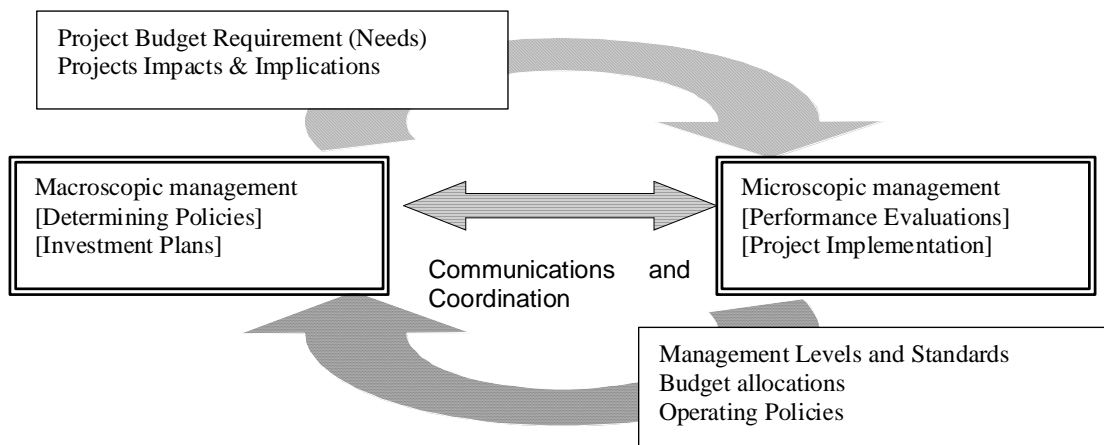 Project Budget Requirement (Needs)
Projects Impacts & Implications
Macroscopic management
[Determining Policies]
[Investment Plans]
Microscopic management
[Performance Evaluations]
[Project Implementation]
Communications and
Coordination
Management Levels and Standards
Budget allocations
Operating Policies